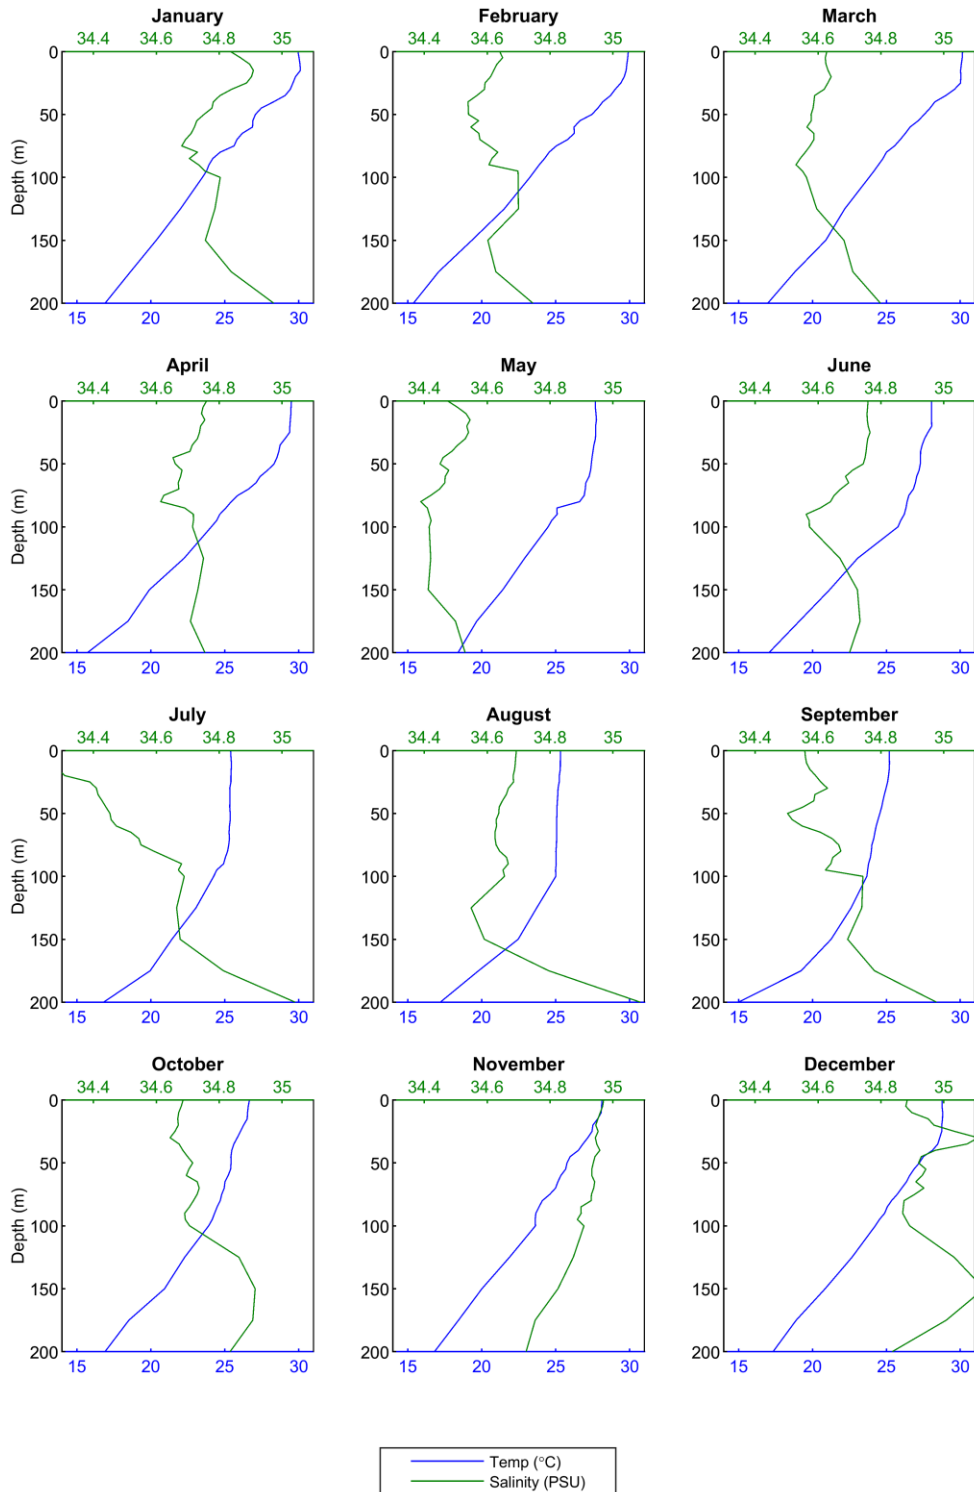 January February March
34.4 34.6 34.8 35 34.4 34.6 34.8 35 34.4 34.6 34.8 35
0 0 0
50 50 50
100 100 100
150 150 150
200 200 200
Depth (m)
15 20 25 30 15 20 25 30 15 20 25 30
April May June
34.4 34.6 34.8 35 34.4 34.6 34.8 35 34.4 34.6 34.8 35
0 0 0
50 50 50
100 100 100
150 150 150
200 200 200
Depth (m)
15 20 25 30 15 20 25 30 15 20 25 30
July August September
34.4 34.6 34.8 35 34.4 34.6 34.8 35 34.4 34.6 34.8 35
0 0 0
50 50 50
100 100 100
150 150 150
200 200 200
Depth (m)
15 20 25 30 15 20 25 30 15 20 25 30
October November December
34.4 34.6 34.8 35 34.4 34.6 34.8 35 34.4 34.6 34.8 35
0 0 0
50 50 50
100 100 100
150 150 150
200 200 200
Depth (m)
15 20 25 30 15 20 25 30 15 20 25 30
Temp (°C)
Salinity (PSU)